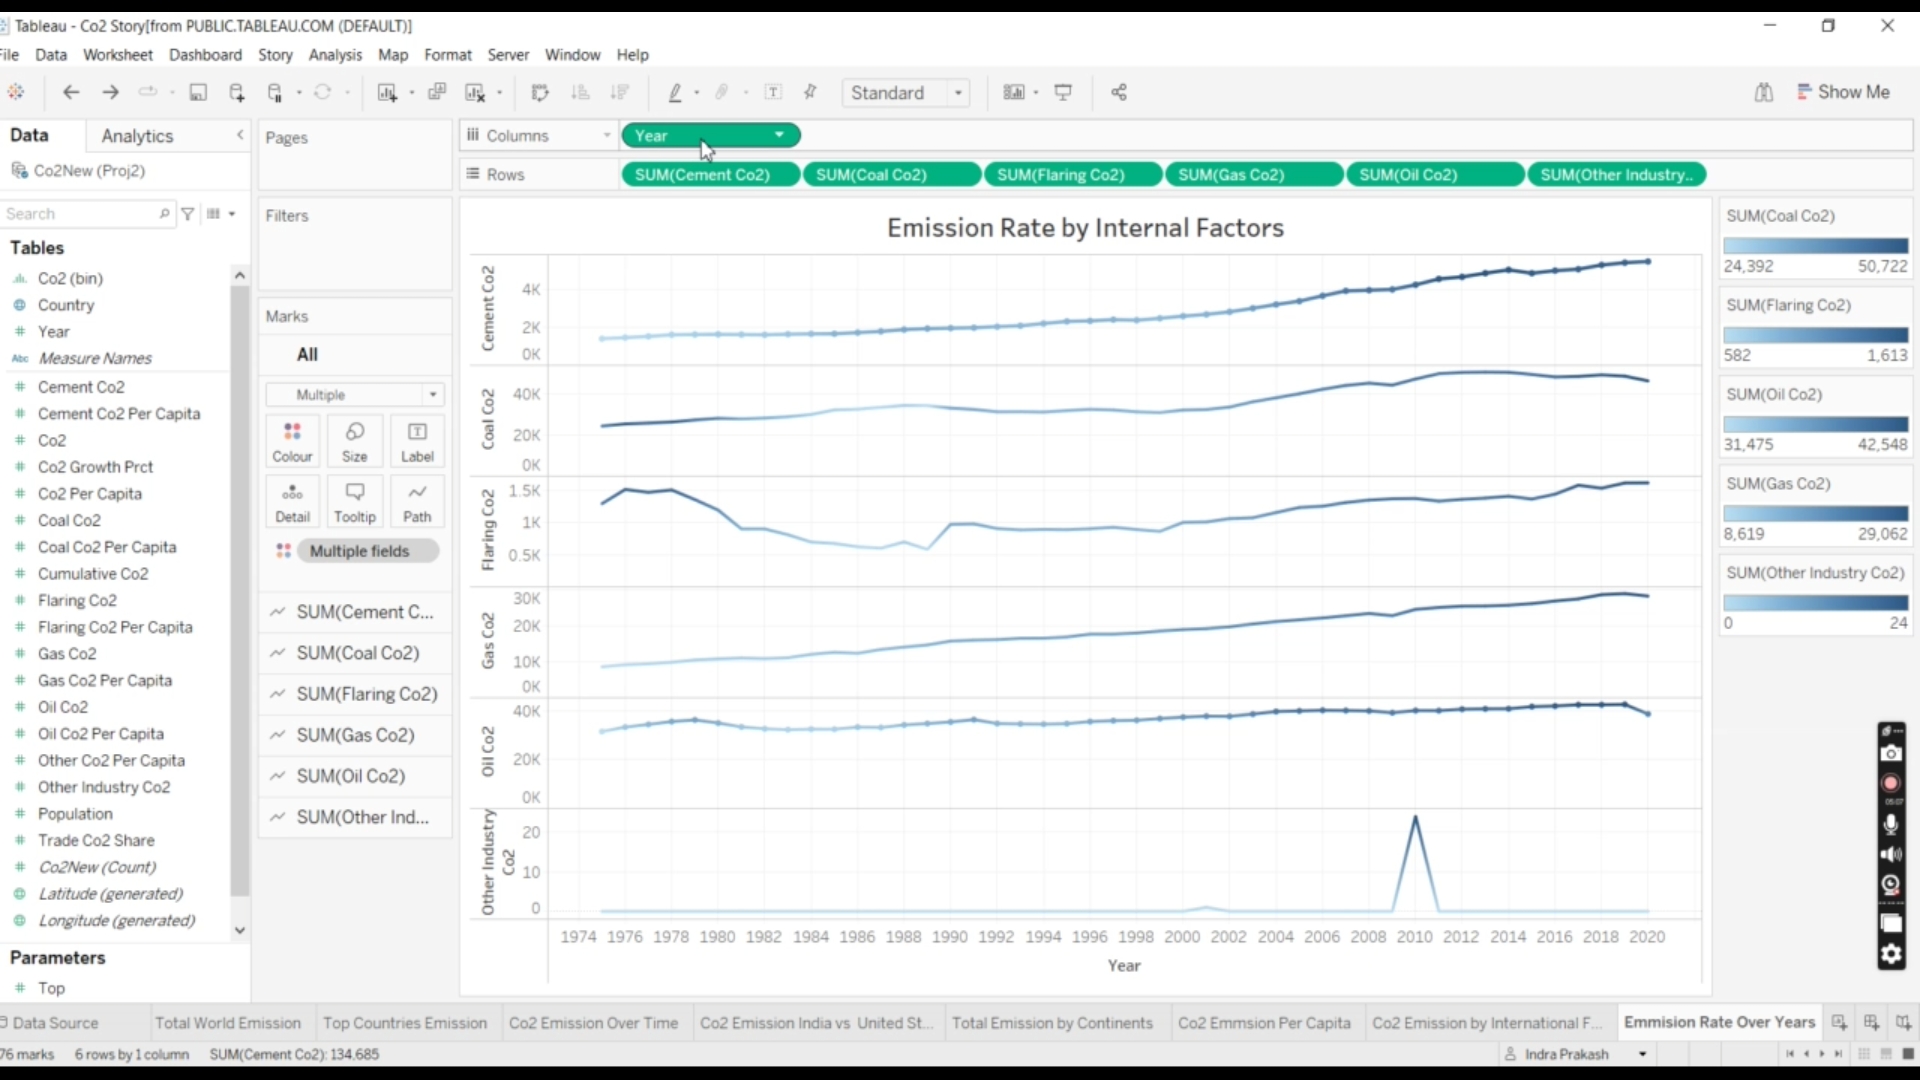 Tableau - Co2 Story[from PUBLIC.TABLEAU.COM (DEFAULT)]
File Data Worksheet Dashboard Story Analysis Map Format Server Window Help
Standard
Show Me
Data Analytics
Co2New (Proj2)
Search
Tables
Co2 (bin)
Country
Year
Abc Measure Names
Cement Co2
Cement Co2 Per Capita
Co2
Co2 Growth Prct
Co2 Per Capita
Coal Co2
Coal Co2 Per Capita
Cumulative Co2
Flaring Co2
Flaring Co2 Per Capita
Gas Co2
Gas Co2 Per Capita
Oil Co2
Oil Co2 Per Capita
Other Co2 Per Capita
Other Industry Co2
Population
Trade Co2 Share
Co2New (Count)
Latitude (generated)
Longitude (generated)
Parameters
Top
Pages
Filters
Marks
All
Multiple
Colour Size Label
Detail Tooltip Path
Multiple fields
SUM(Cement C...
SUM(Coal Co2)
SUM(Flaring Co2)
SUM(Gas Co2)
SUM(Oil Co2)
SUM(Other Ind...
Columns Year
Rows SUM(Cement Co2) SUM(Coal Co2) SUM(Flaring Co2) SUM(Gas Co2) SUM(Oil Co2) SUM(Other Industry..
Emission Rate by Internal Factors
Cement Co2
4K
2K
0K
Coal Co2
40K
20K
0K
Flaring Co2
1.5K
1K
0.5K
Gas Co2
30K
20K
10K
0K
Oil Co2
40K
20K
0K
Other Industry
Co2
20
10
0
1974 1976 1978 1980 1982 1984 1986 1988 1990 1992 1994 1996 1998 2000 2002 2004 2006 2008 2010 2012 2014 2016 2018 2020
Year
SUM(Coal Co2)
24,392 50,722
SUM(Flaring Co2)
582 1,613
SUM(Oil Co2)
31,475 42,548
SUM(Gas Co2)
8,619 29,062
SUM(Other Industry Co2)
0 24
05:07
Data Source Total World Emission Top Countries Emission Co2 Emission Over Time Co2 Emission India vs United St... Total Emission by Continents Co2 Emmsion Per Capita Co2 Emission by International F... Emmision Rate Over Years
76 marks 6 rows by 1 column SUM(Cement Co2): 134,685
Indra Prakash